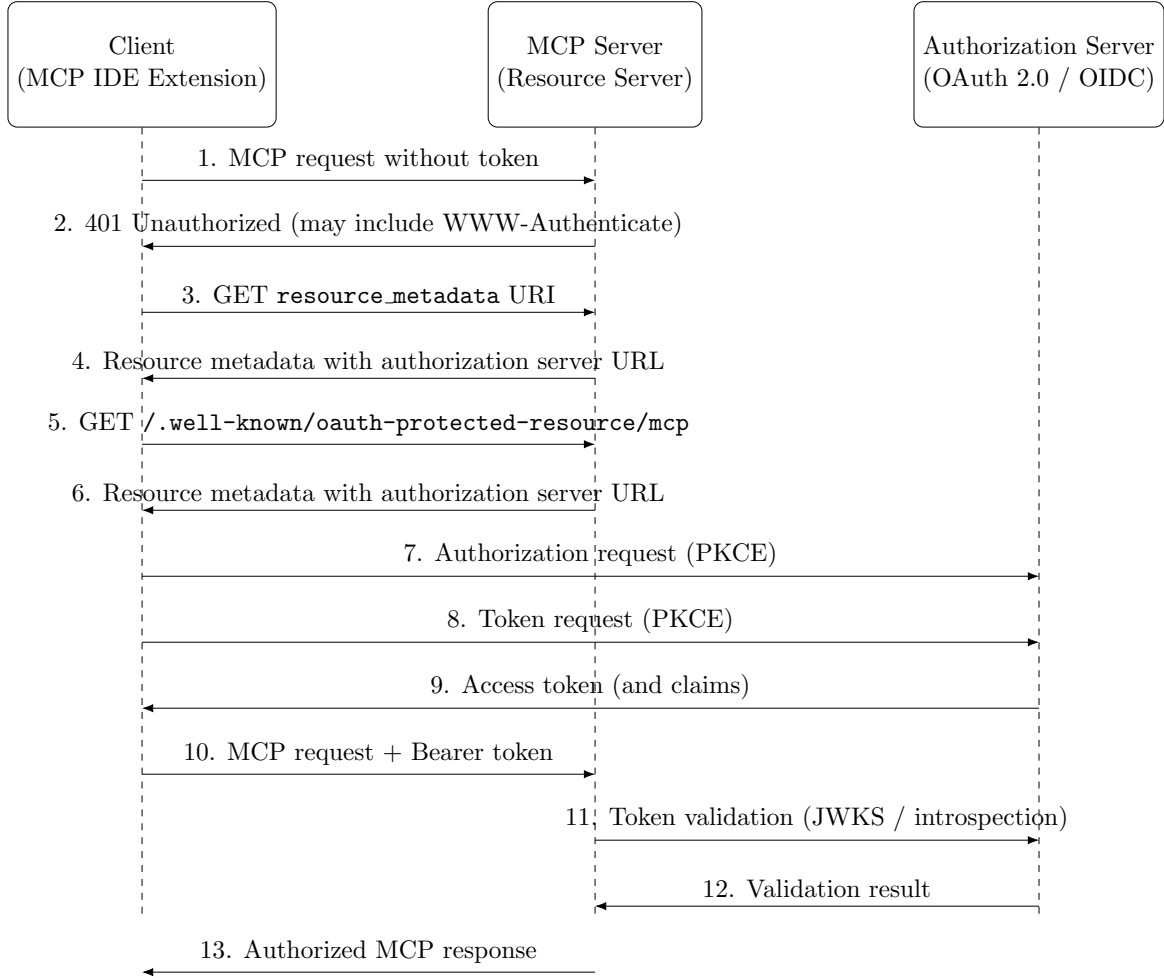 Client
(MCP IDE Extension)
MCP Server
(Resource Server)
Authorization Server
(OAuth 2.0 / OIDC)
1. MCP request without token
2. 401 Unauthorized (may include WWW-Authenticate)
3. GET resource_metadata URI
4. Resource metadata with authorization server URL
5. GET /.well-known/oauth-protected-resource/mcp
6. Resource metadata with authorization server URL
7. Authorization request (PKCE)
8. Token request (PKCE)
9. Access token (and claims)
10. MCP request + Bearer token
11. Token validation (JWKS / introspection)
12. Validation result
13. Authorized MCP response